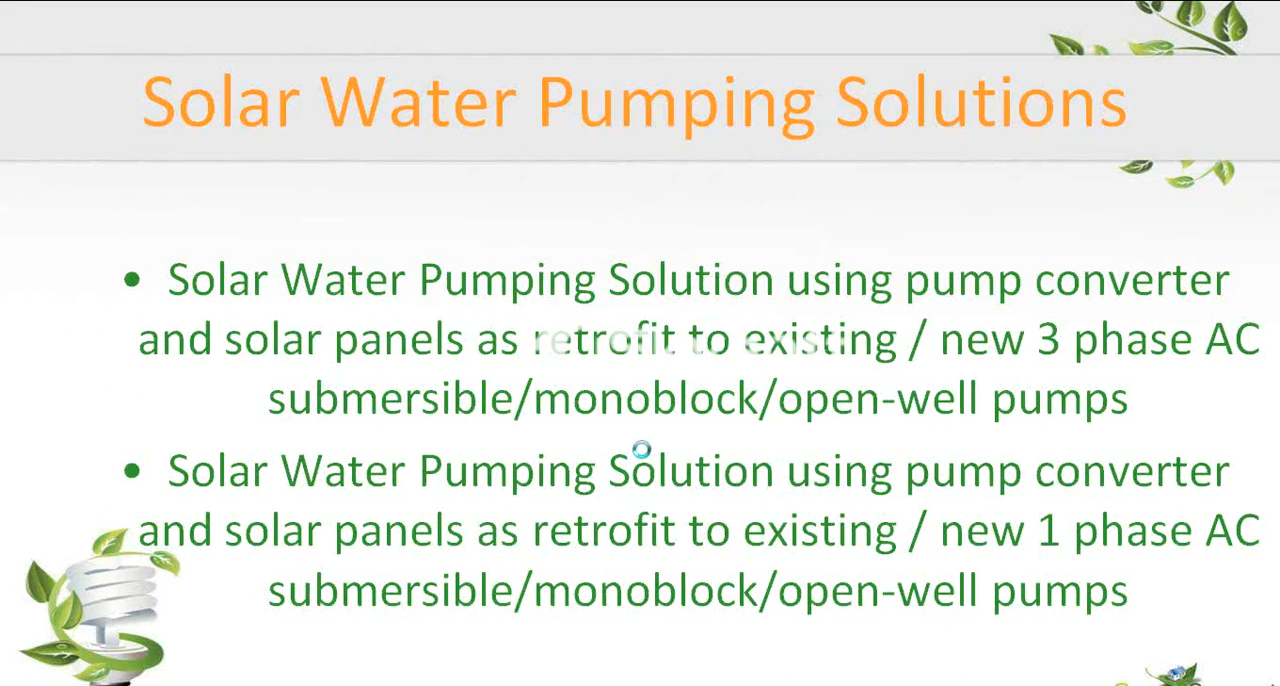 Solar Water Pumping Solutions
• Solar Water Pumping Solution using pump converter
and solar panels as retrofit to existing / new 3 phase AC
submersible/monoblock/open-well pumps
• Solar Water Pumping Solution using pump converter
and solar panels as retrofit to existing / new 1 phase AC
submersible/monoblock/open-well pumps